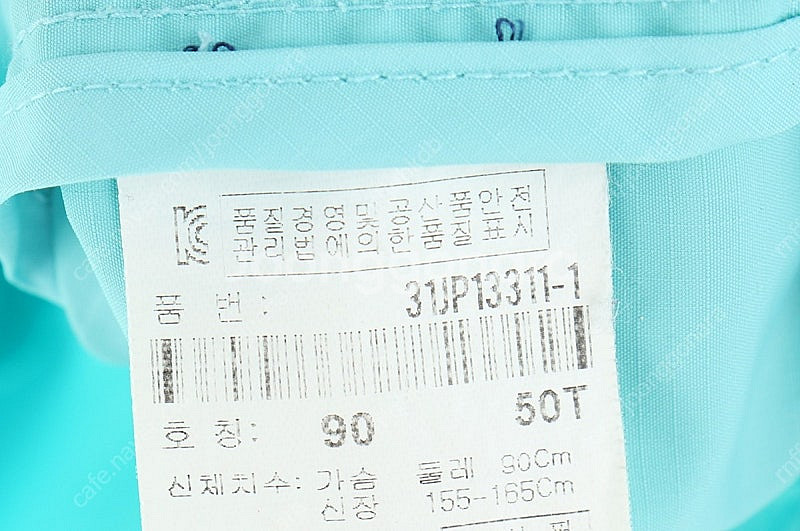 품질경영및공산품안전
관리법에의한품질표시
품 번: 31JP13311-1
50T
호 칭: 90
신체치수: 가슴 둘레 90Cm
신장 155-165Cm